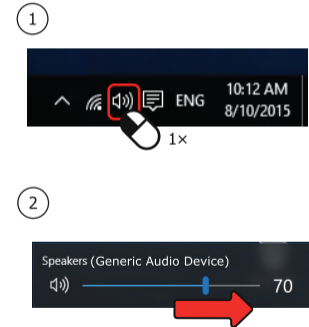 1
10:12 AM
ENG
8/10/2015
1×
2
Speakers (Generic Audio Device)
70